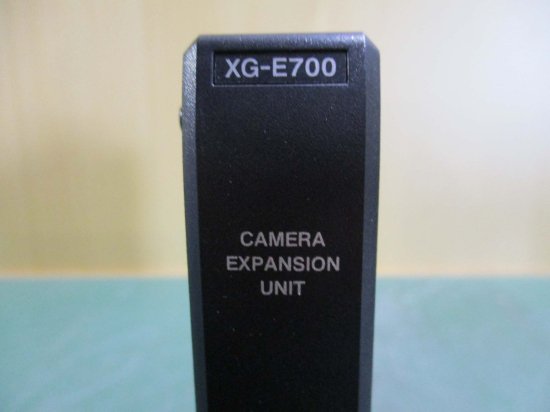 XG-E700
CAMERA
EXPANSION
UNIT